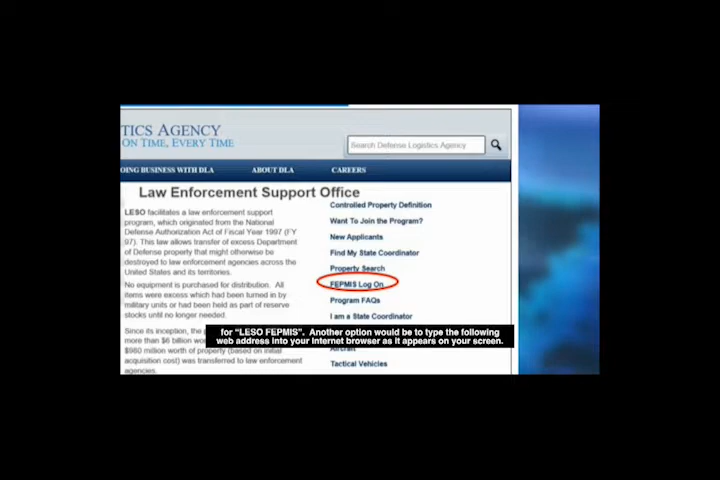 TICS AGENCY
ON TIME, EVERY TIME
Search Defense Logistics Agency
OING BUSINESS WITH DLA ABOUT DLA CAREERS
Law Enforcement Support Office
LESO facilitates a law enforcement support
program, which originated from the National
Defense Authorization Act of Fiscal Year 1997 (FY
97). This law allows transfer of excess Department
of Defense property that might otherwise be
destroyed to law enforcement agencies across the
United States and its territories.
No equipment is purchased for distribution. All
items were excess which had been turned in by
military units or had been held as part of reserve
stocks until no longer needed.
Since its inception, the
more than $6 billion
$980 million worth of property (based on initial
acquisition cost) was transferred to law enforcement
agencies.
Controlled Property Definition
Want To Join the Program?
New Applicants
Find My State Coordinator
Property Search
FEPMIS Log On
Program FAQs
I am a State Coordinator
Aircraft
Tactical Vehicles
for "LESO FEPMIS". Another option would be to type the following
web address into your Internet browser as it appears on your screen.